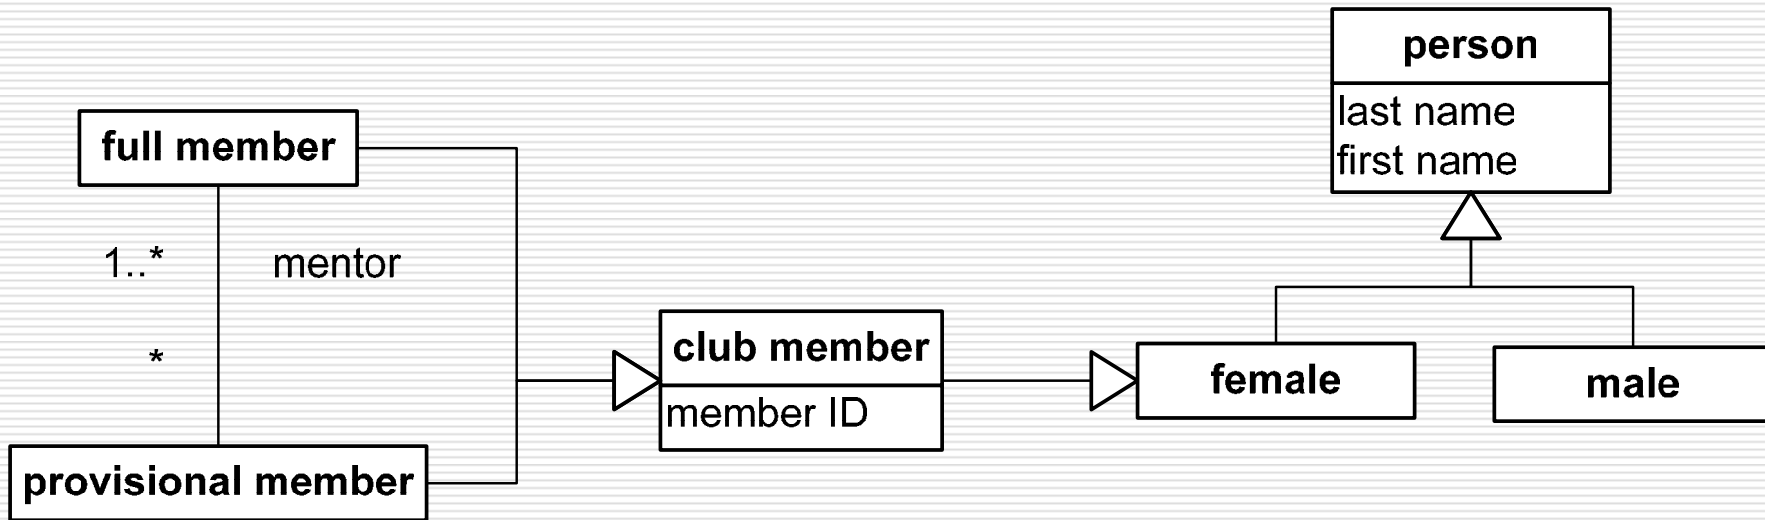 person
last name
first name
full member
1..*
mentor
*
club member
member ID
female
male
provisional member